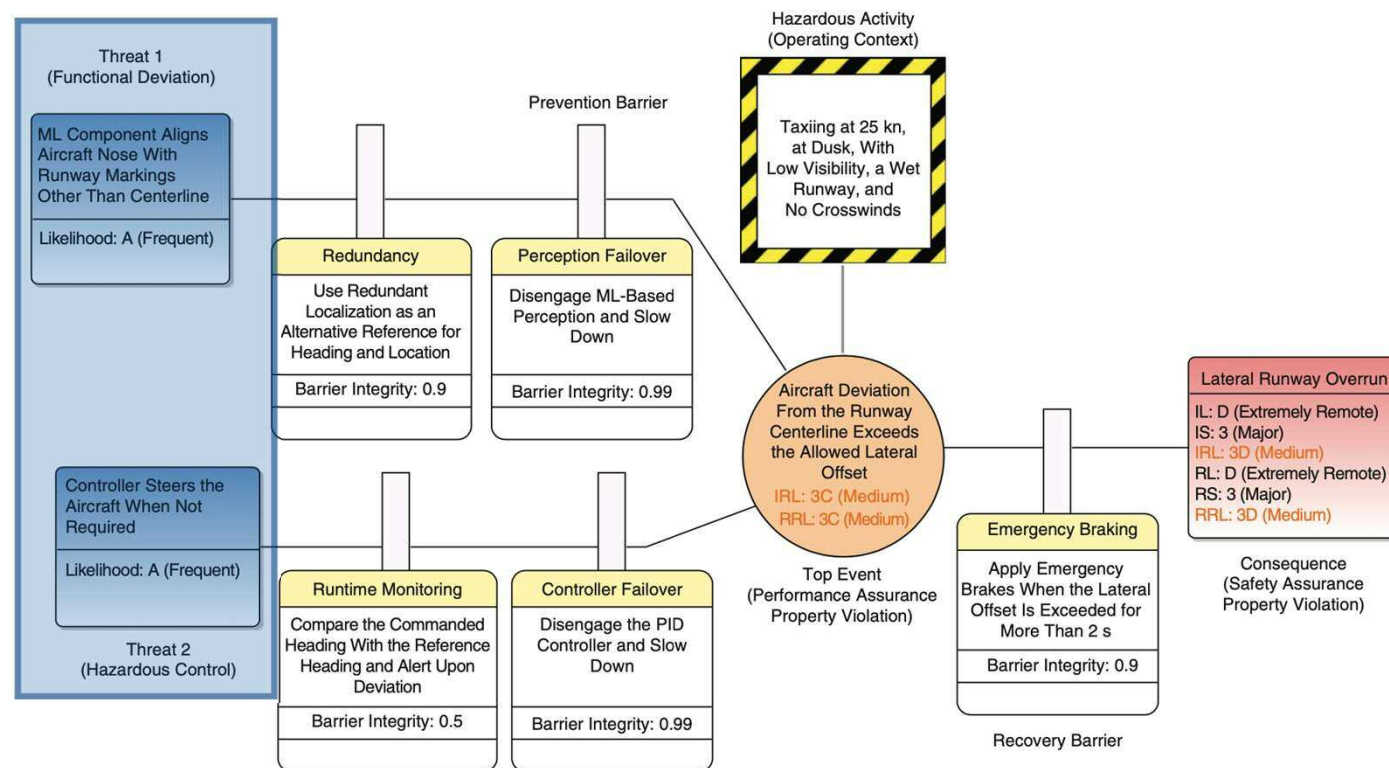 Threat 1
(Functional Deviation)
ML Component Aligns
Aircraft Nose With
Runway Markings
Other Than Centerline
Likelihood: A (Frequent)
Prevention Barrier
Redundancy
Use Redundant
Localization as an
Alternative Reference for
Heading and Location
Barrier Integrity: 0.9
Perception Failover
Disengage ML-Based
Perception and Slow
Down
Barrier Integrity: 0.99
Hazardous Activity
(Operating Context)
Taxiing at 25 kn,
at Dusk, With
Low Visibility, a Wet
Runway, and
No Crosswinds
Controller Steers the
Aircraft When Not
Required
Likelihood: A (Frequent)
Threat 2
(Hazardous Control)
Runtime Monitoring
Compare the Commanded
Heading With the Reference
Heading and Alert Upon
Deviation
Barrier Integrity: 0.5
Controller Failover
Disengage the PID
Controller and Slow
Down
Barrier Integrity: 0.99
Aircraft Deviation
From the Runway
Centerline Exceeds
the Allowed Lateral
Offset
IRL: 3C (Medium)
RRL: 3C (Medium)
Top Event
(Performance Assurance
Property Violation)
Emergency Braking
Apply Emergency
Brakes When the Lateral
Offset Is Exceeded for
More Than 2 s
Barrier Integrity: 0.9
Recovery Barrier
Lateral Runway Overrun
IL: D (Extremely Remote)
IS: 3 (Major)
IRL: 3D (Medium)
RL: D (Extremely Remote)
RS: 3 (Major)
RRL: 3D (Medium)
Consequence
(Safety Assurance
Property Violation)